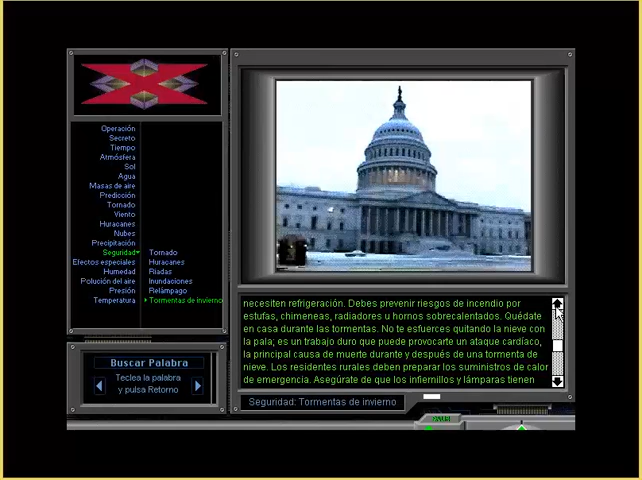 Operación
Secreto
Tiempo
Atmósfera
Sol
Agua
Masas de aire
Predicción
Tornado
Viento
Huracanes
Nubes
Precipitación
Seguridad
Efectos especiales
Humedad
Polución del aire
Presión
Temperatura
Tornado
Huracanes
Riadas
Inundaciones
Relámpago
Tormentas de invierno
necesiten refrigeración. Debes prevenir riesgos de incendio por
estufas, chimeneas, radiadores u hornos sobrecalentados. Quédate
en casa durante las tormentas. No te esfuerces quitando la nieve con
la pala; es un trabajo duro que puede provocarte un ataque cardíaco,
la principal causa de muerte durante y después de una tormenta de
nieve. Los residentes rurales deben preparar los suministros de calor
de emergencia. Asegúrate de que los infiernillos y lámparas tienen
Buscar Palabra
Teclea la palabra
y pulsa Retorno
Seguridad: Tormentas de invierno